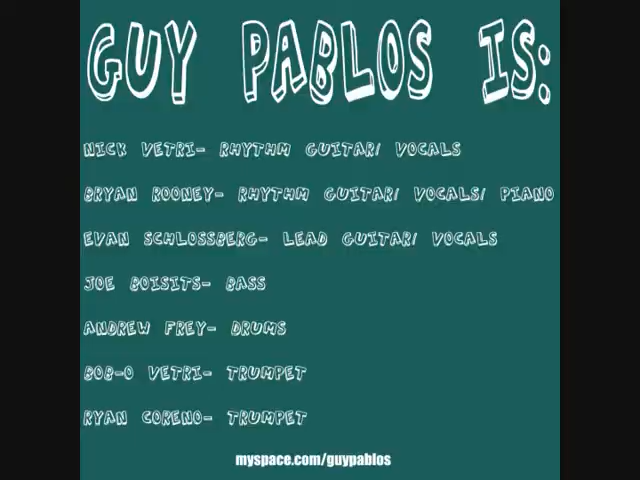 GUY PABLOS IS:
NICK VETRI- RHYTHM GUITAR/ VOCALS
BRYAN ROONEY- RHYTHM GUITAR/ VOCALS/ PIANO
EVAN SCHLOSSBERG- LEAD GUITAR/ VOCALS
JOE BOISITS- BASS
ANDREW FREY- DRUMS
BOB-O VETRI- TRUMPET
RYAN CORENO- TRUMPET
myspace.com/guypablos